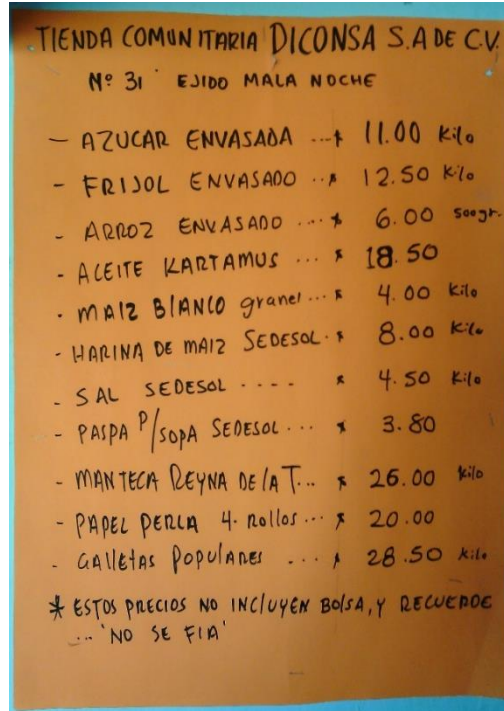 TIENDA COMUNITARIA DICONSA S.A DE C.V.
Nº 31 EJIDO MALA NOCHE
- AZUCAR ENVASADA ...$ 11.00 Kilo
- FRIJOL ENVASADO ..$ 12.50 Kilo
- ARROZ ENVASADO ....$ 6.00 500gr.
- ACEITE KARTAMUS ... $ 18.50
- MAIZ BLANCO granel ... $ 4.00 Kilo
- HARINA DE MAIZ SEDESOL . $ 8.00 Kilo
- SAL SEDESOL .... $ 4.50 Kilo
- PASPA P/SOPA SEDESOL ... $ 3.80
- MANTECA REYNA DE LA T... $ 26.00 Kilo
- PAPEL PERLA 4. Rollos ... $ 20.00
- GALLETAS POPULARES ... $ 28.50 Kilo
* ESTOS PRECIOS NO INCLUYEN BOLSA, Y RECUERDE
... 'NO SE FIA'